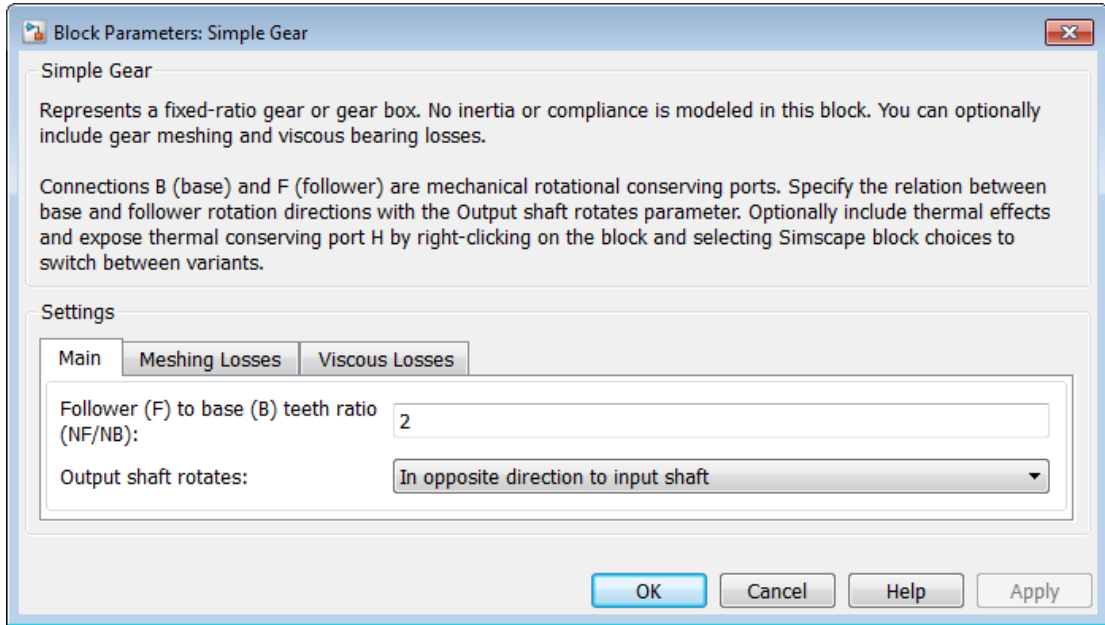 Block Parameters: Simple Gear
Simple Gear
Represents a fixed-ratio gear or gear box. No inertia or compliance is modeled in this block. You can optionally
include gear meshing and viscous bearing losses.
Connections B (base) and F (follower) are mechanical rotational conserving ports. Specify the relation between
base and follower rotation directions with the Output shaft rotates parameter. Optionally include thermal effects
and expose thermal conserving port H by right-clicking on the block and selecting Simscape block choices to
switch between variants.
Settings
Main Meshing Losses Viscous Losses
Follower (F) to base (B) teeth ratio
(NF/NB):
2
Output shaft rotates: In opposite direction to input shaft
OK Cancel Help Apply